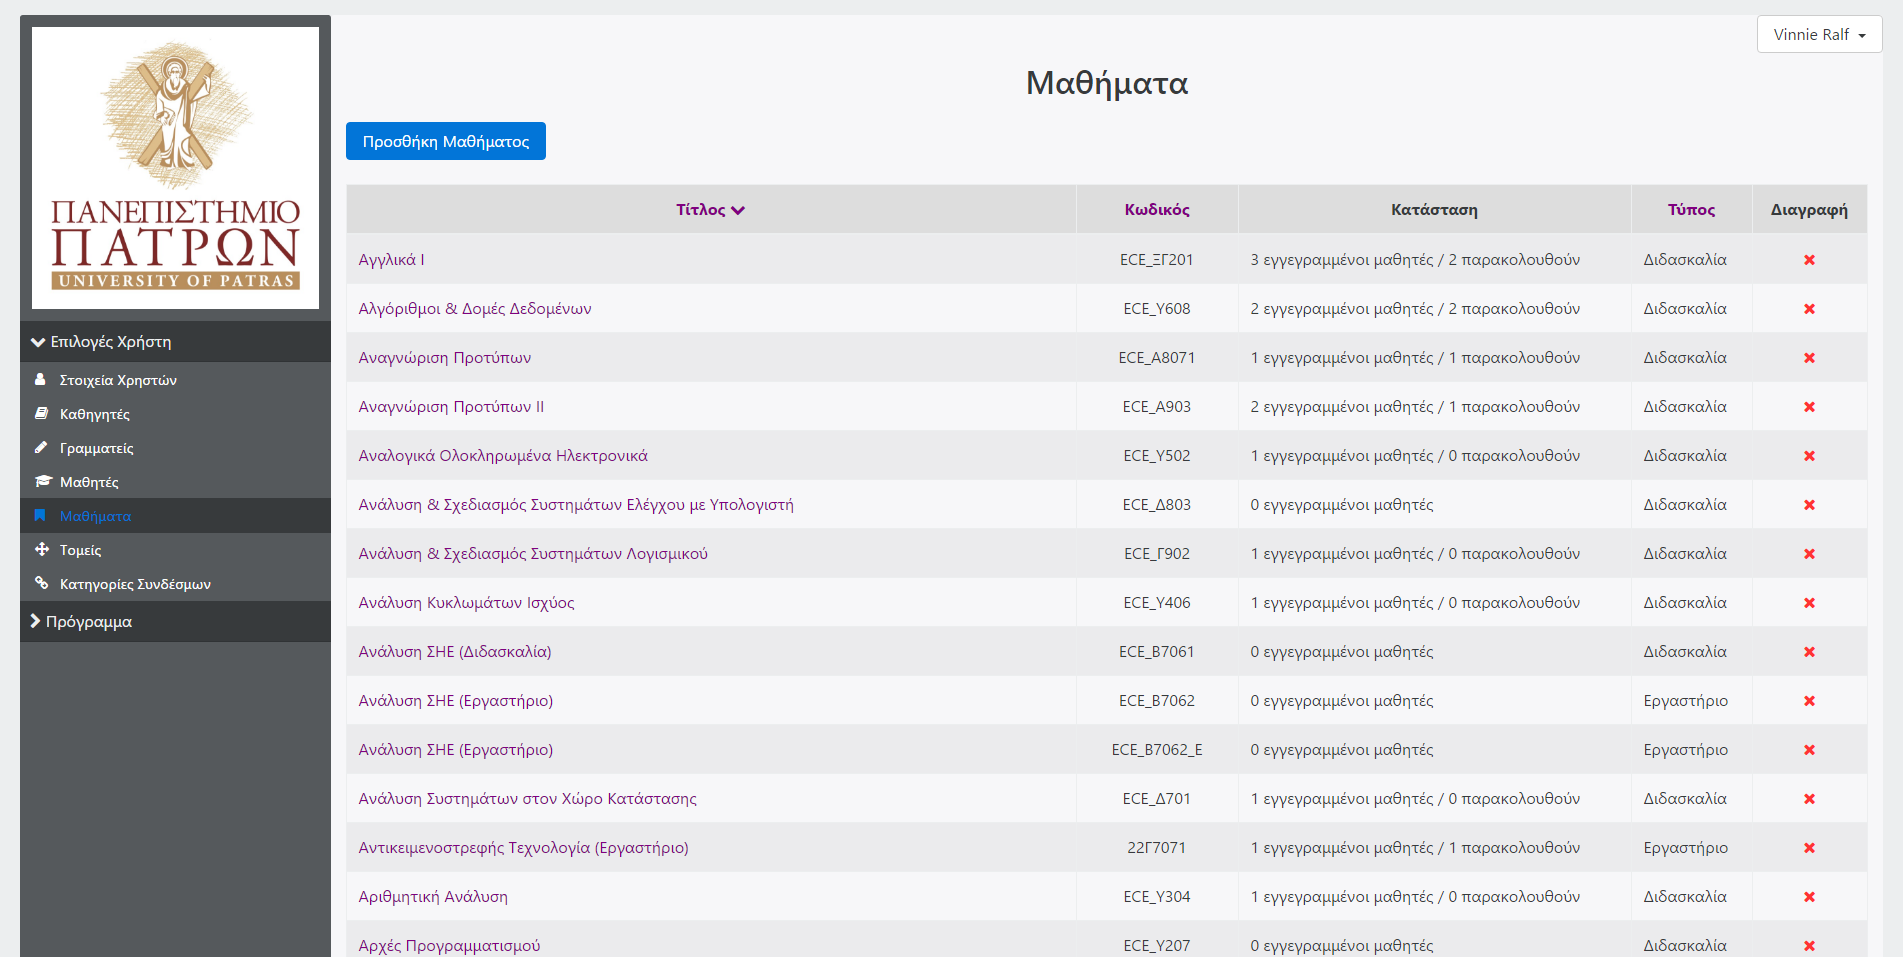 ΠΑΝΕΠΙΣΤΗΜΙΟ
ΠΑΤΡΩΝ
UNIVERSITY OF PATRAS
Επιλογές Χρήστη
Στοιχεία Χρηστών
Καθηγητές
Γραμματείς
Μαθητές
Μαθήματα
Τομείς
Κατηγορίες Συνδέσμων
Πρόγραμμα
Vinnie Ralf
Μαθήματα
Προσθήκη Μαθήματος
Τίτλος Κωδικός Κατάσταση Τύπος Διαγραφή
Αγγλικά Ι ECE_ΞΓ201 3 εγγεγραμμένοι μαθητές / 2 παρακολουθούν Διδασκαλία
Αλγόριθμοι & Δομές Δεδομένων ECE_Y608 2 εγγεγραμμένοι μαθητές / 2 παρακολουθούν Διδασκαλία
Αναγνώριση Προτύπων ECE_A8071 1 εγγεγραμμένοι μαθητές / 1 παρακολουθούν Διδασκαλία
Αναγνώριση Προτύπων ΙΙ ECE_A903 2 εγγεγραμμένοι μαθητές / 1 παρακολουθούν Διδασκαλία
Αναλογικά Ολοκληρωμένα Ηλεκτρονικά ECE_Y502 1 εγγεγραμμένοι μαθητές / 0 παρακολουθούν Διδασκαλία
Ανάλυση & Σχεδιασμός Συστημάτων Ελέγχου με Υπολογιστή ECE_Δ803 0 εγγεγραμμένοι μαθητές Διδασκαλία
Ανάλυση & Σχεδιασμός Συστημάτων Λογισμικού ECE_Γ902 1 εγγεγραμμένοι μαθητές / 0 παρακολουθούν Διδασκαλία
Ανάλυση Κυκλωμάτων Ισχύος ECE_Y406 1 εγγεγραμμένοι μαθητές / 0 παρακολουθούν Διδασκαλία
Ανάλυση ΣΗΕ (Διδασκαλία) ECE_B7061 0 εγγεγραμμένοι μαθητές Διδασκαλία
Ανάλυση ΣΗΕ (Εργαστήριο) ECE_B7062 0 εγγεγραμμένοι μαθητές Εργαστήριο
Ανάλυση ΣΗΕ (Εργαστήριο) ECE_B7062_E 0 εγγεγραμμένοι μαθητές Εργαστήριο
Ανάλυση Συστημάτων στον Χώρο Κατάστασης ECE_Δ701 1 εγγεγραμμένοι μαθητές / 0 παρακολουθούν Διδασκαλία
Αντικειμενοστρεφής Τεχνολογία (Εργαστήριο) 22Γ7071 1 εγγεγραμμένοι μαθητές / 1 παρακολουθούν Εργαστήριο
Αριθμητική Ανάλυση ECE_Y304 1 εγγεγραμμένοι μαθητές / 0 παρακολουθούν Διδασκαλία
Αρχές Προγραμματισμού ECE_Y207 0 εγγεγραμμένοι μαθητές Διδασκαλία